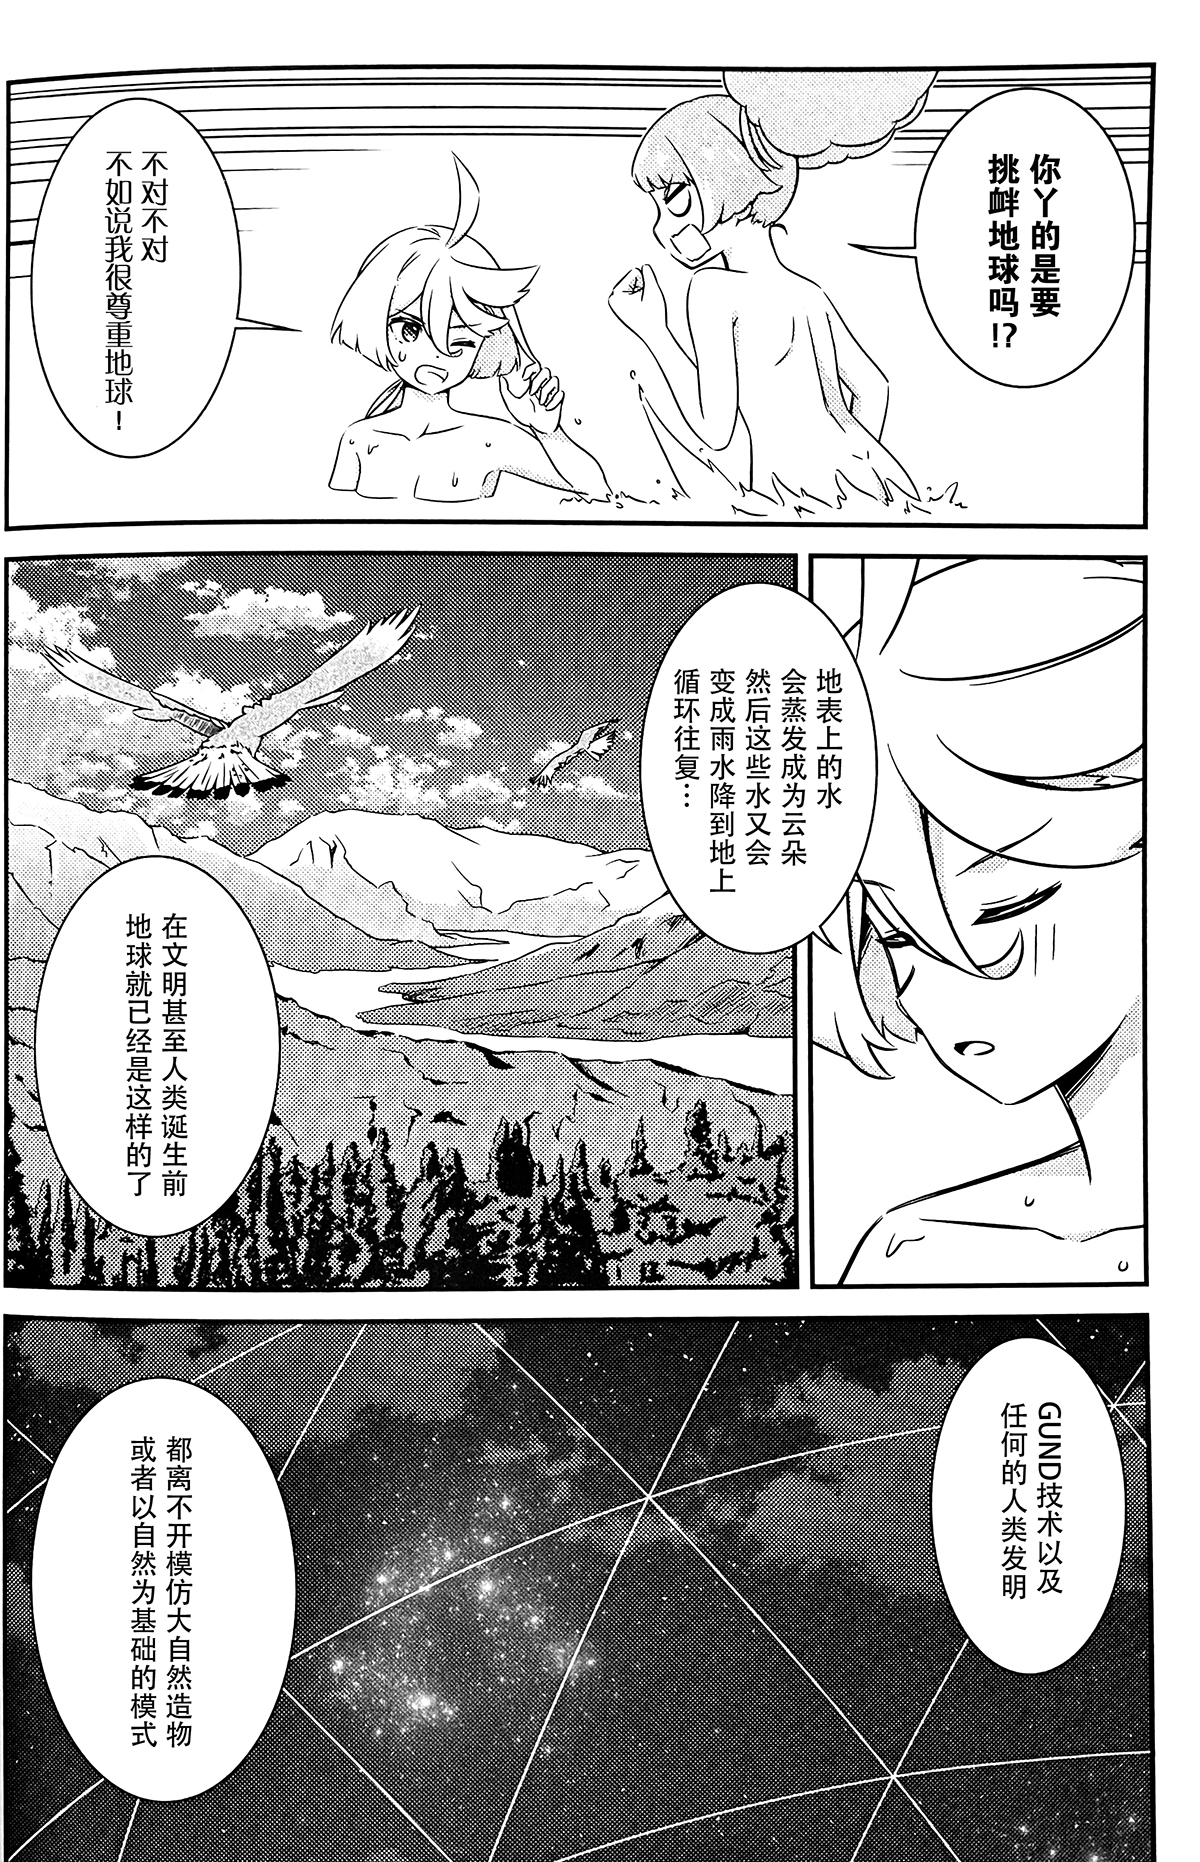 你丫的是要
挑衅地球吗!?
不对不对
不如说我很尊重地球！
地表上的水
会蒸发成为云朵
然后这些水又会
变成雨水降到地上
循环往复…
在文明甚至人类诞生前
地球就已经是这样的了
GUND技术以及
任何的人类发明
都离不开模仿大自然造物
或者以自然为基础的模式